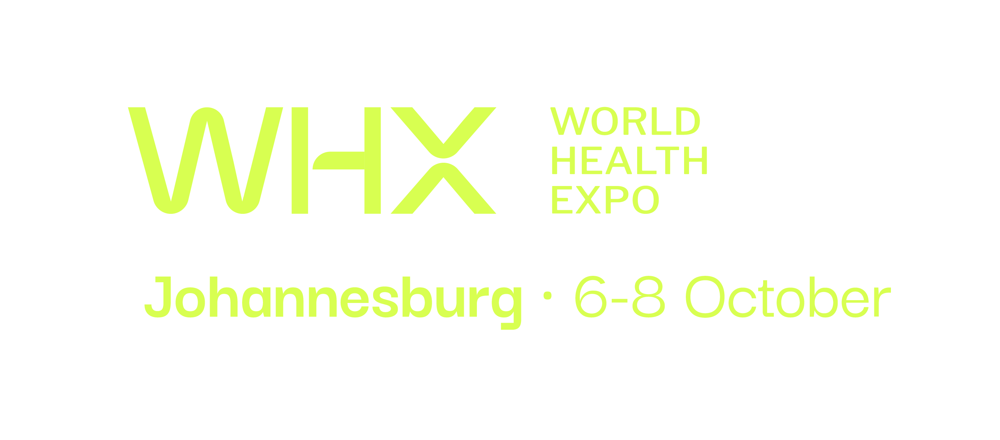 WHX
WORLD
HEALTH
EXPO
Johannesburg · 6-8 October